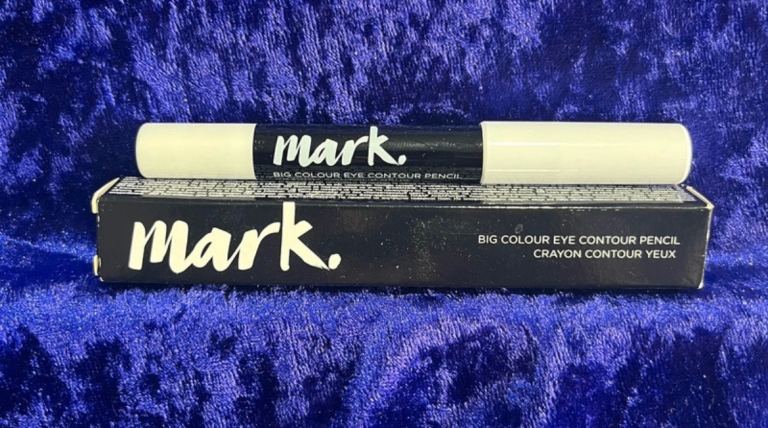 mark.
BIG COLOUR EYE CONTOUR PENCIL
mark.
BIG COLOUR EYE CONTOUR PENCIL
CRAYON CONTOUR YEUX